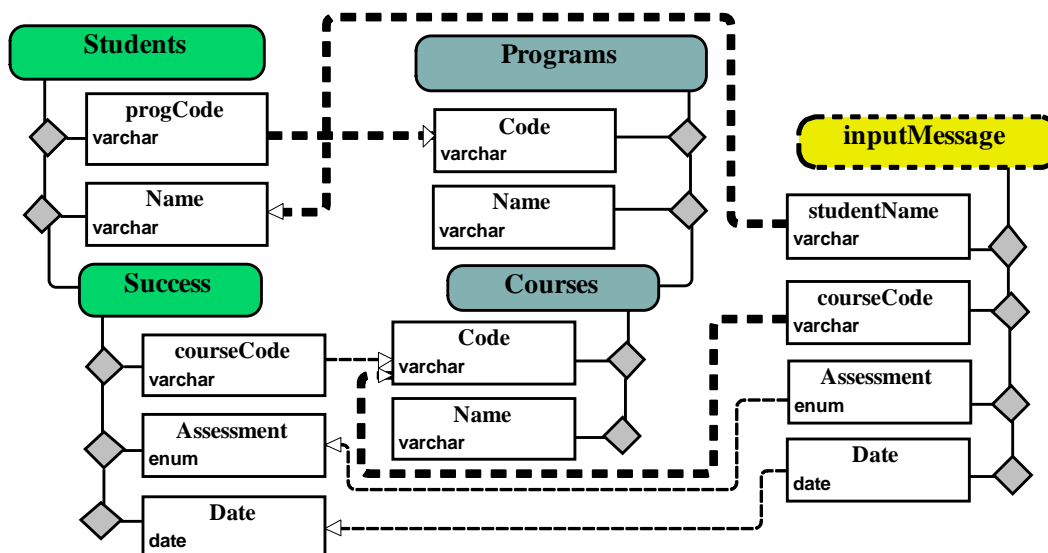 Students
progCode
varchar
Name
varchar
Success
courseCode
varchar
Assessment
enum
Date
date
Programs
Code
varchar
Name
varchar
Courses
Code
varchar
Name
varchar
inputMessage
studentName
varchar
courseCode
varchar
Assessment
enum
Date
date